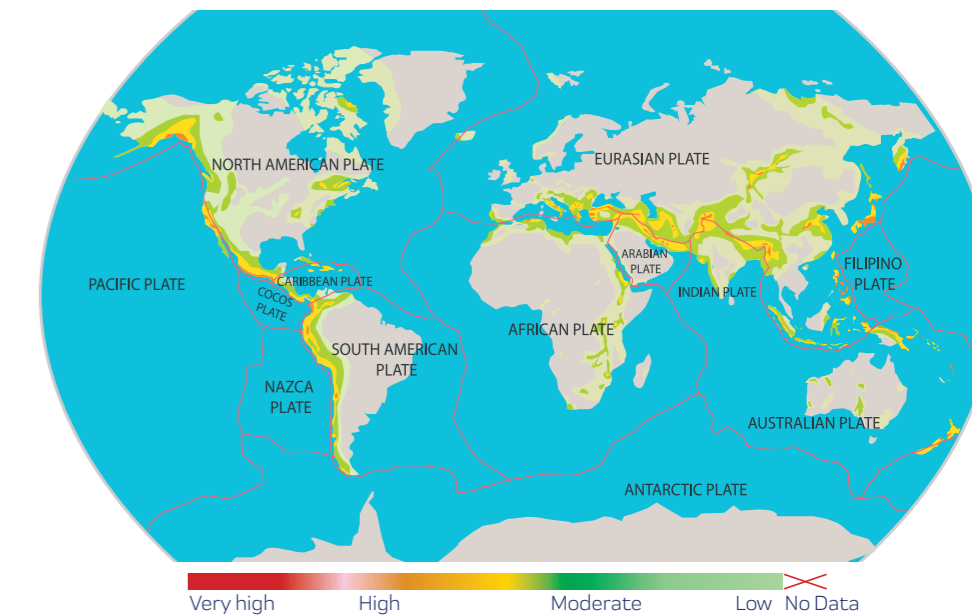 NORTH AMERICAN PLATE
EURASIAN PLATE
ARABIAN
PLATE
PACIFIC PLATE
CARIBBEAN PLATE
COCOS
PLATE
INDIAN PLATE
FILIPINO
PLATE
AFRICAN PLATE
SOUTH AMERICAN
PLATE
NAZCA
PLATE
AUSTRALIAN PLATE
ANTARCTIC PLATE
Very high High Moderate Low No Data